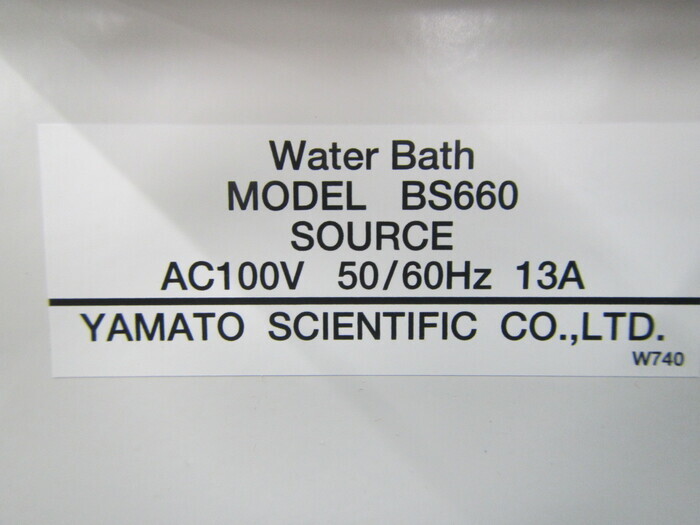 Water Bath
MODEL BS660
SOURCE
AC100V 50/60Hz 13A
YAMATO SCIENTIFIC CO.,LTD.
W740